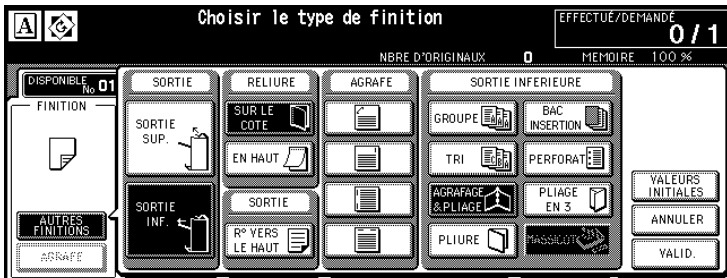 A
Choisir le type de finition
EFFECTUÉ/DEMANDÉ
0 / 1
NBRE D'ORIGINAUX 0 MEMOIRE 100 %
DISPONIBLE
No 01
FINITION
AUTRES
FINITIONS
AGRAFE
SORTIE
SORTIE
SUP.
SORTIE
INF.
RELIURE
SUR LE
COTE
EN HAUT
SORTIE
Rº VERS
LE HAUT
AGRAFE
SORTIE INFERIEURE
GROUPE
BAC
INSERTION
TRI
PERFORAT
AGRAFAGE
&PLIAGE
PLIAGE
EN 3
PLIURE
MASSICOT
VALEURS
INITIALES
ANNULER
VALID.